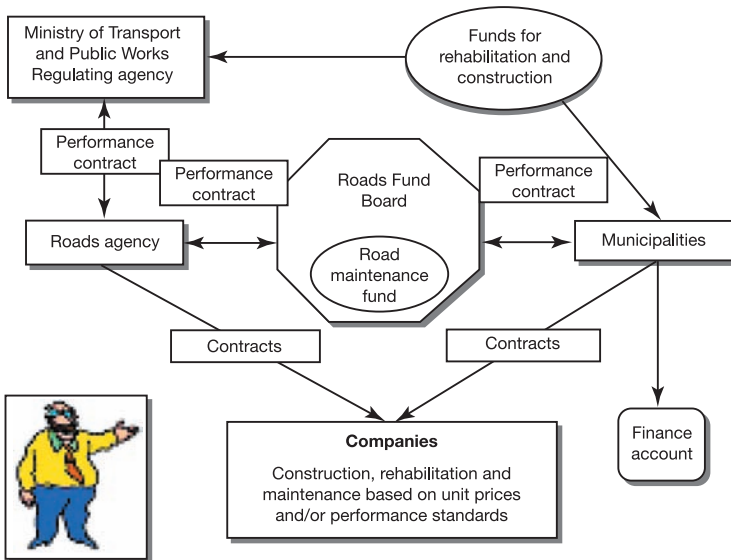 Ministry of Transport
and Public Works
Regulating agency
Funds for
rehabilitation and
construction
Performance
contract
Performance
contract
Roads Fund
Board
Performance
contract
Roads agency
Road
maintenance
fund
Municipalities
Contracts
Contracts
Companies
Construction, rehabilitation and
maintenance based on unit prices
and/or performance standards
Finance
account